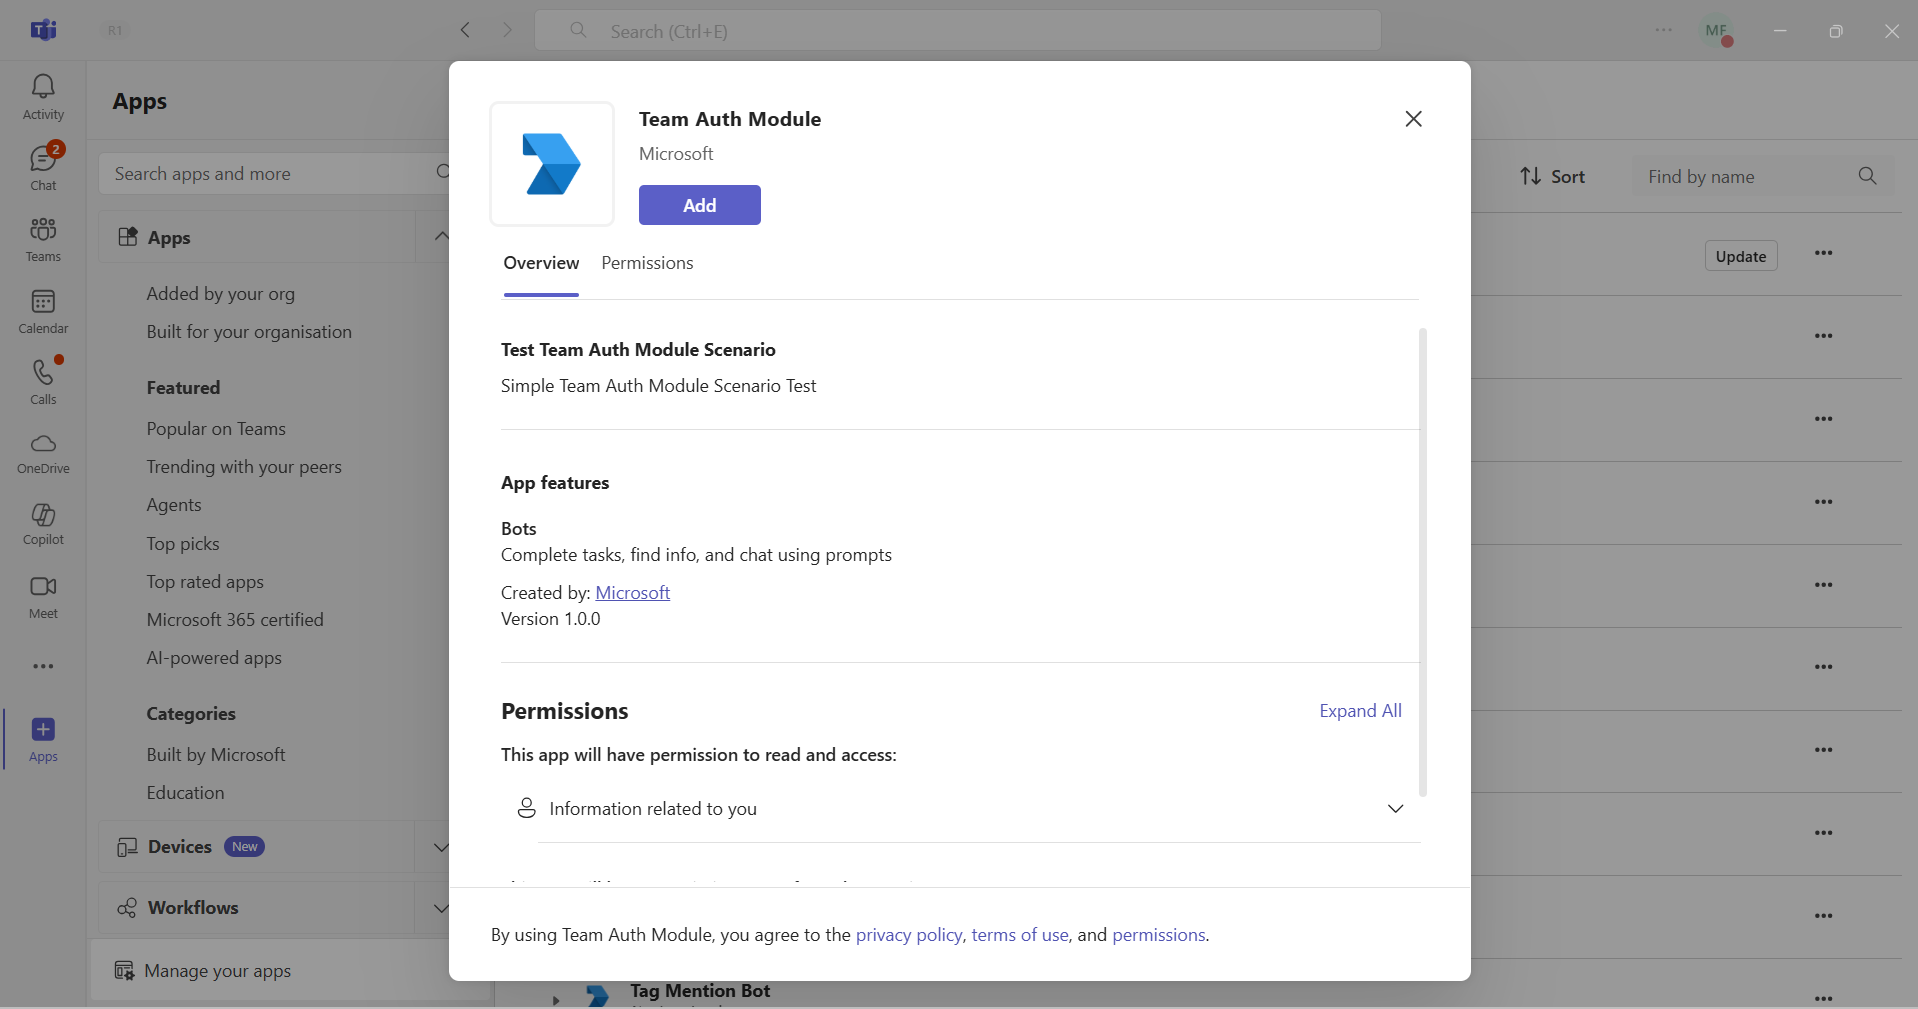 R1
Search (Ctrl+E)
MF
Activity
2
Chat
Teams
Calendar
Calls
OneDrive
Copilot
Meet
Apps
Apps
Search apps and more
Apps
Added by your org
Built for your organisation
Featured
Popular on Teams
Trending with your peers
Agents
Top picks
Top rated apps
Microsoft 365 certified
AI-powered apps
Categories
Built by Microsoft
Education
Devices New
Workflows
Manage your apps
Team Auth Module
Microsoft
Add
Overview Permissions
Test Team Auth Module Scenario
Simple Team Auth Module Scenario Test
App features
Bots
Complete tasks, find info, and chat using prompts
Created by: Microsoft
Version 1.0.0
Permissions
Expand All
This app will have permission to read and access:
Information related to you
By using Team Auth Module, you agree to the privacy policy, terms of use, and permissions.
Sort
Find by name
Update
Tag Mention Bot